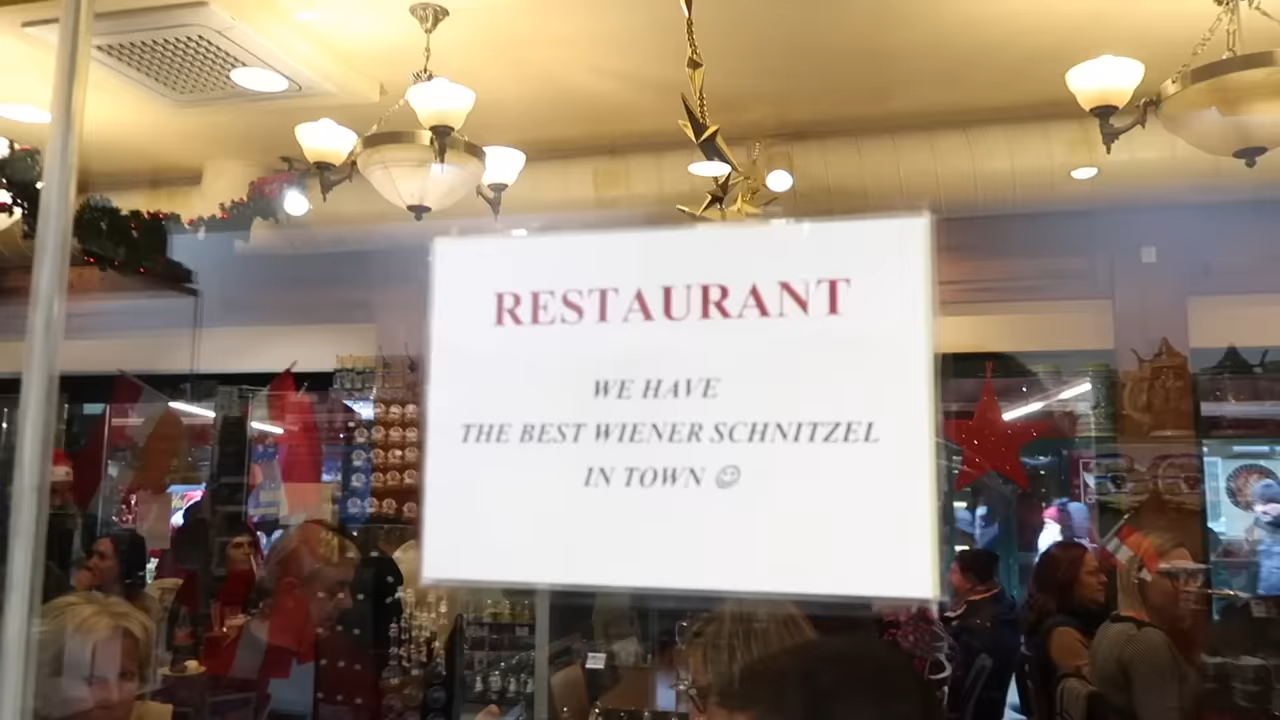 RESTAURANT
WE HAVE
THE BEST WIENER SCHNITZEL
IN TOWN ☺